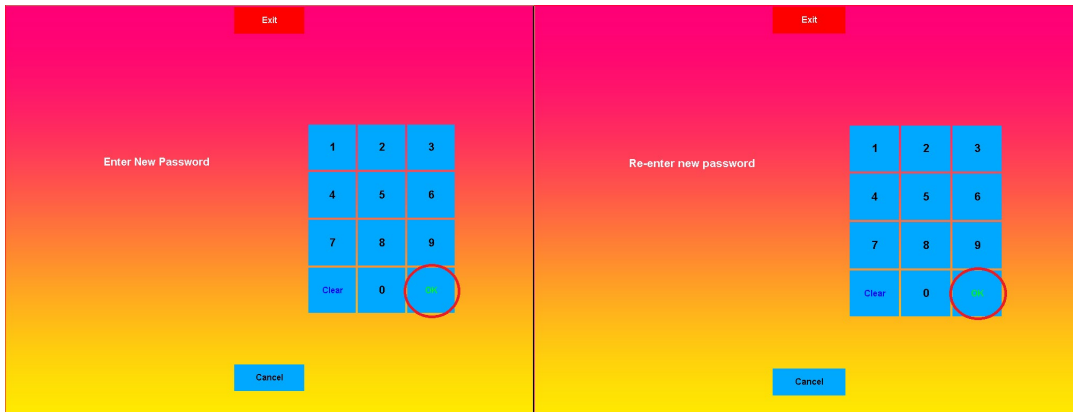 Exit
Enter New Password
1 2 3
4 5 6
7 8 9
Clear 0 OK
Cancel
Exit
Re-enter new password
1 2 3
4 5 6
7 8 9
Clear 0 OK
Cancel